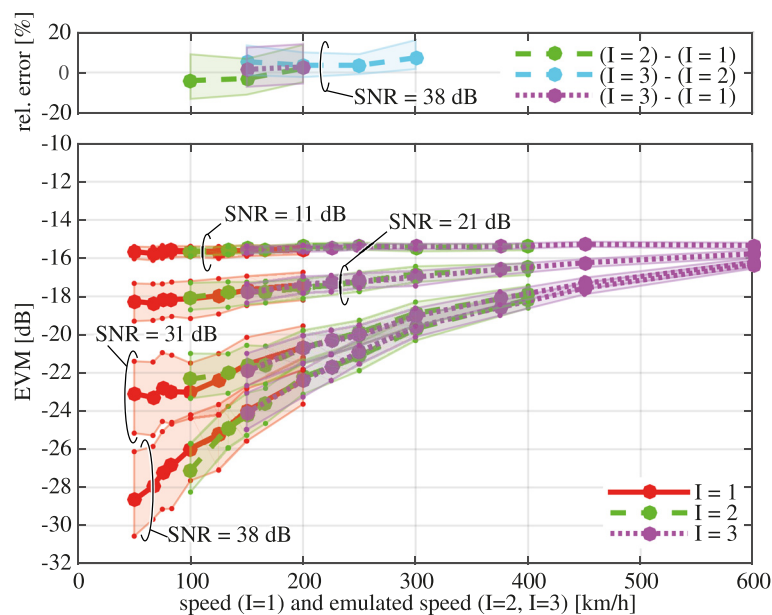 rel. error [%]
20
0
-20
(I = 2) - (I = 1)
(I = 3) - (I = 2)
(I = 3) - (I = 1)
SNR = 38 dB
EVM [dB]
-10
-12
-14
-16
-18
-20
-22
-24
-26
-28
-30
-32
SNR = 11 dB
SNR = 21 dB
SNR = 31 dB
SNR = 38 dB
I = 1
I = 2
I = 3
0 100 200 300 400 500 600
speed (I=1) and emulated speed (I=2, I=3) [km/h]